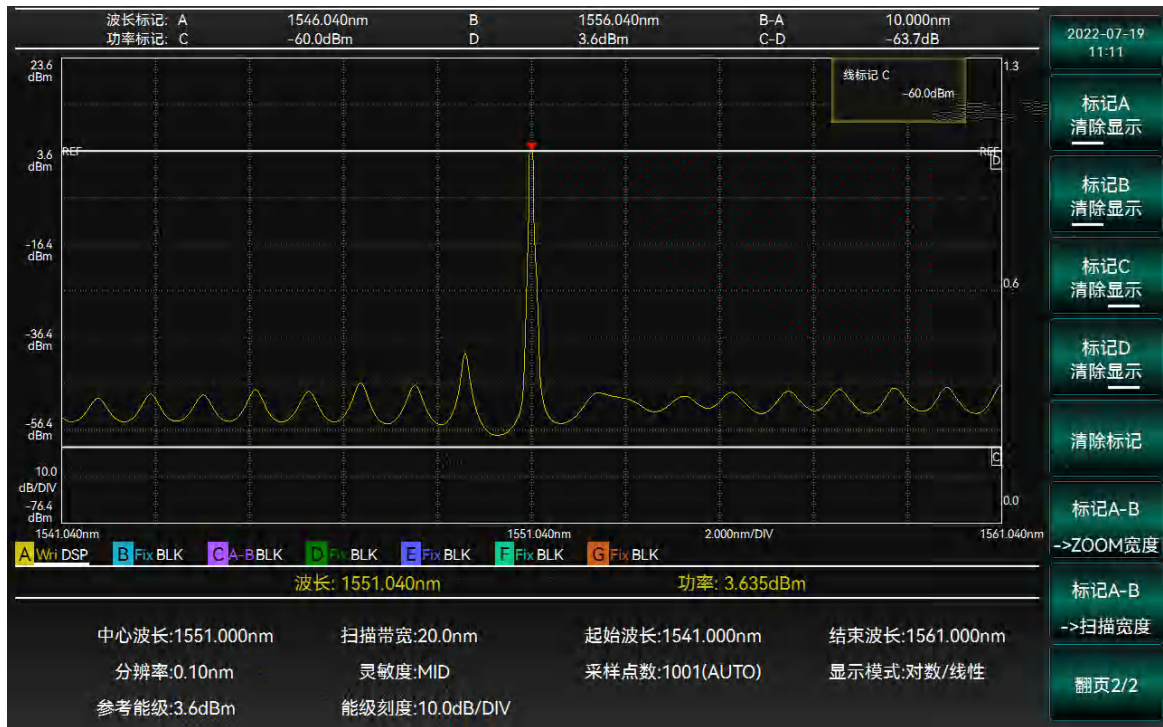 波长标记: A 1546.040nm B 1556.040nm B-A 10.000nm
功率标记: C -60.0dBm D 3.6dBm C-D -63.7dB
2022-07-19
11:11
23.6
dBm
1.3
线标记 C
-60.0dBm
标记A
清除显示
3.6
dBm
REF
REF
D
标记B
清除显示
-16.4
dBm
标记C
清除显示
0.6
-36.4
dBm
标记D
清除显示
-56.4
dBm
清除标记
C
10.0
dB/DIV
-76.4
dBm
0.0
标记A-B
->ZOOM宽度
1541.040nm 1551.040nm 2.000nm/DIV 1561.040nm
A Wri DSP B Fix BLK C A-B BLK D Fix BLK E Fix BLK F Fix BLK G Fix BLK
波长: 1551.040nm 功率: 3.635dBm
标记A-B
->扫描宽度
中心波长:1551.000nm 扫描带宽:20.0nm 起始波长:1541.000nm 结束波长:1561.000nm
分辨率:0.10nm 灵敏度:MID 采样点数:1001(AUTO) 显示模式:对数/线性
参考能级:3.6dBm 能级刻度:10.0dB/DIV
翻页2/2